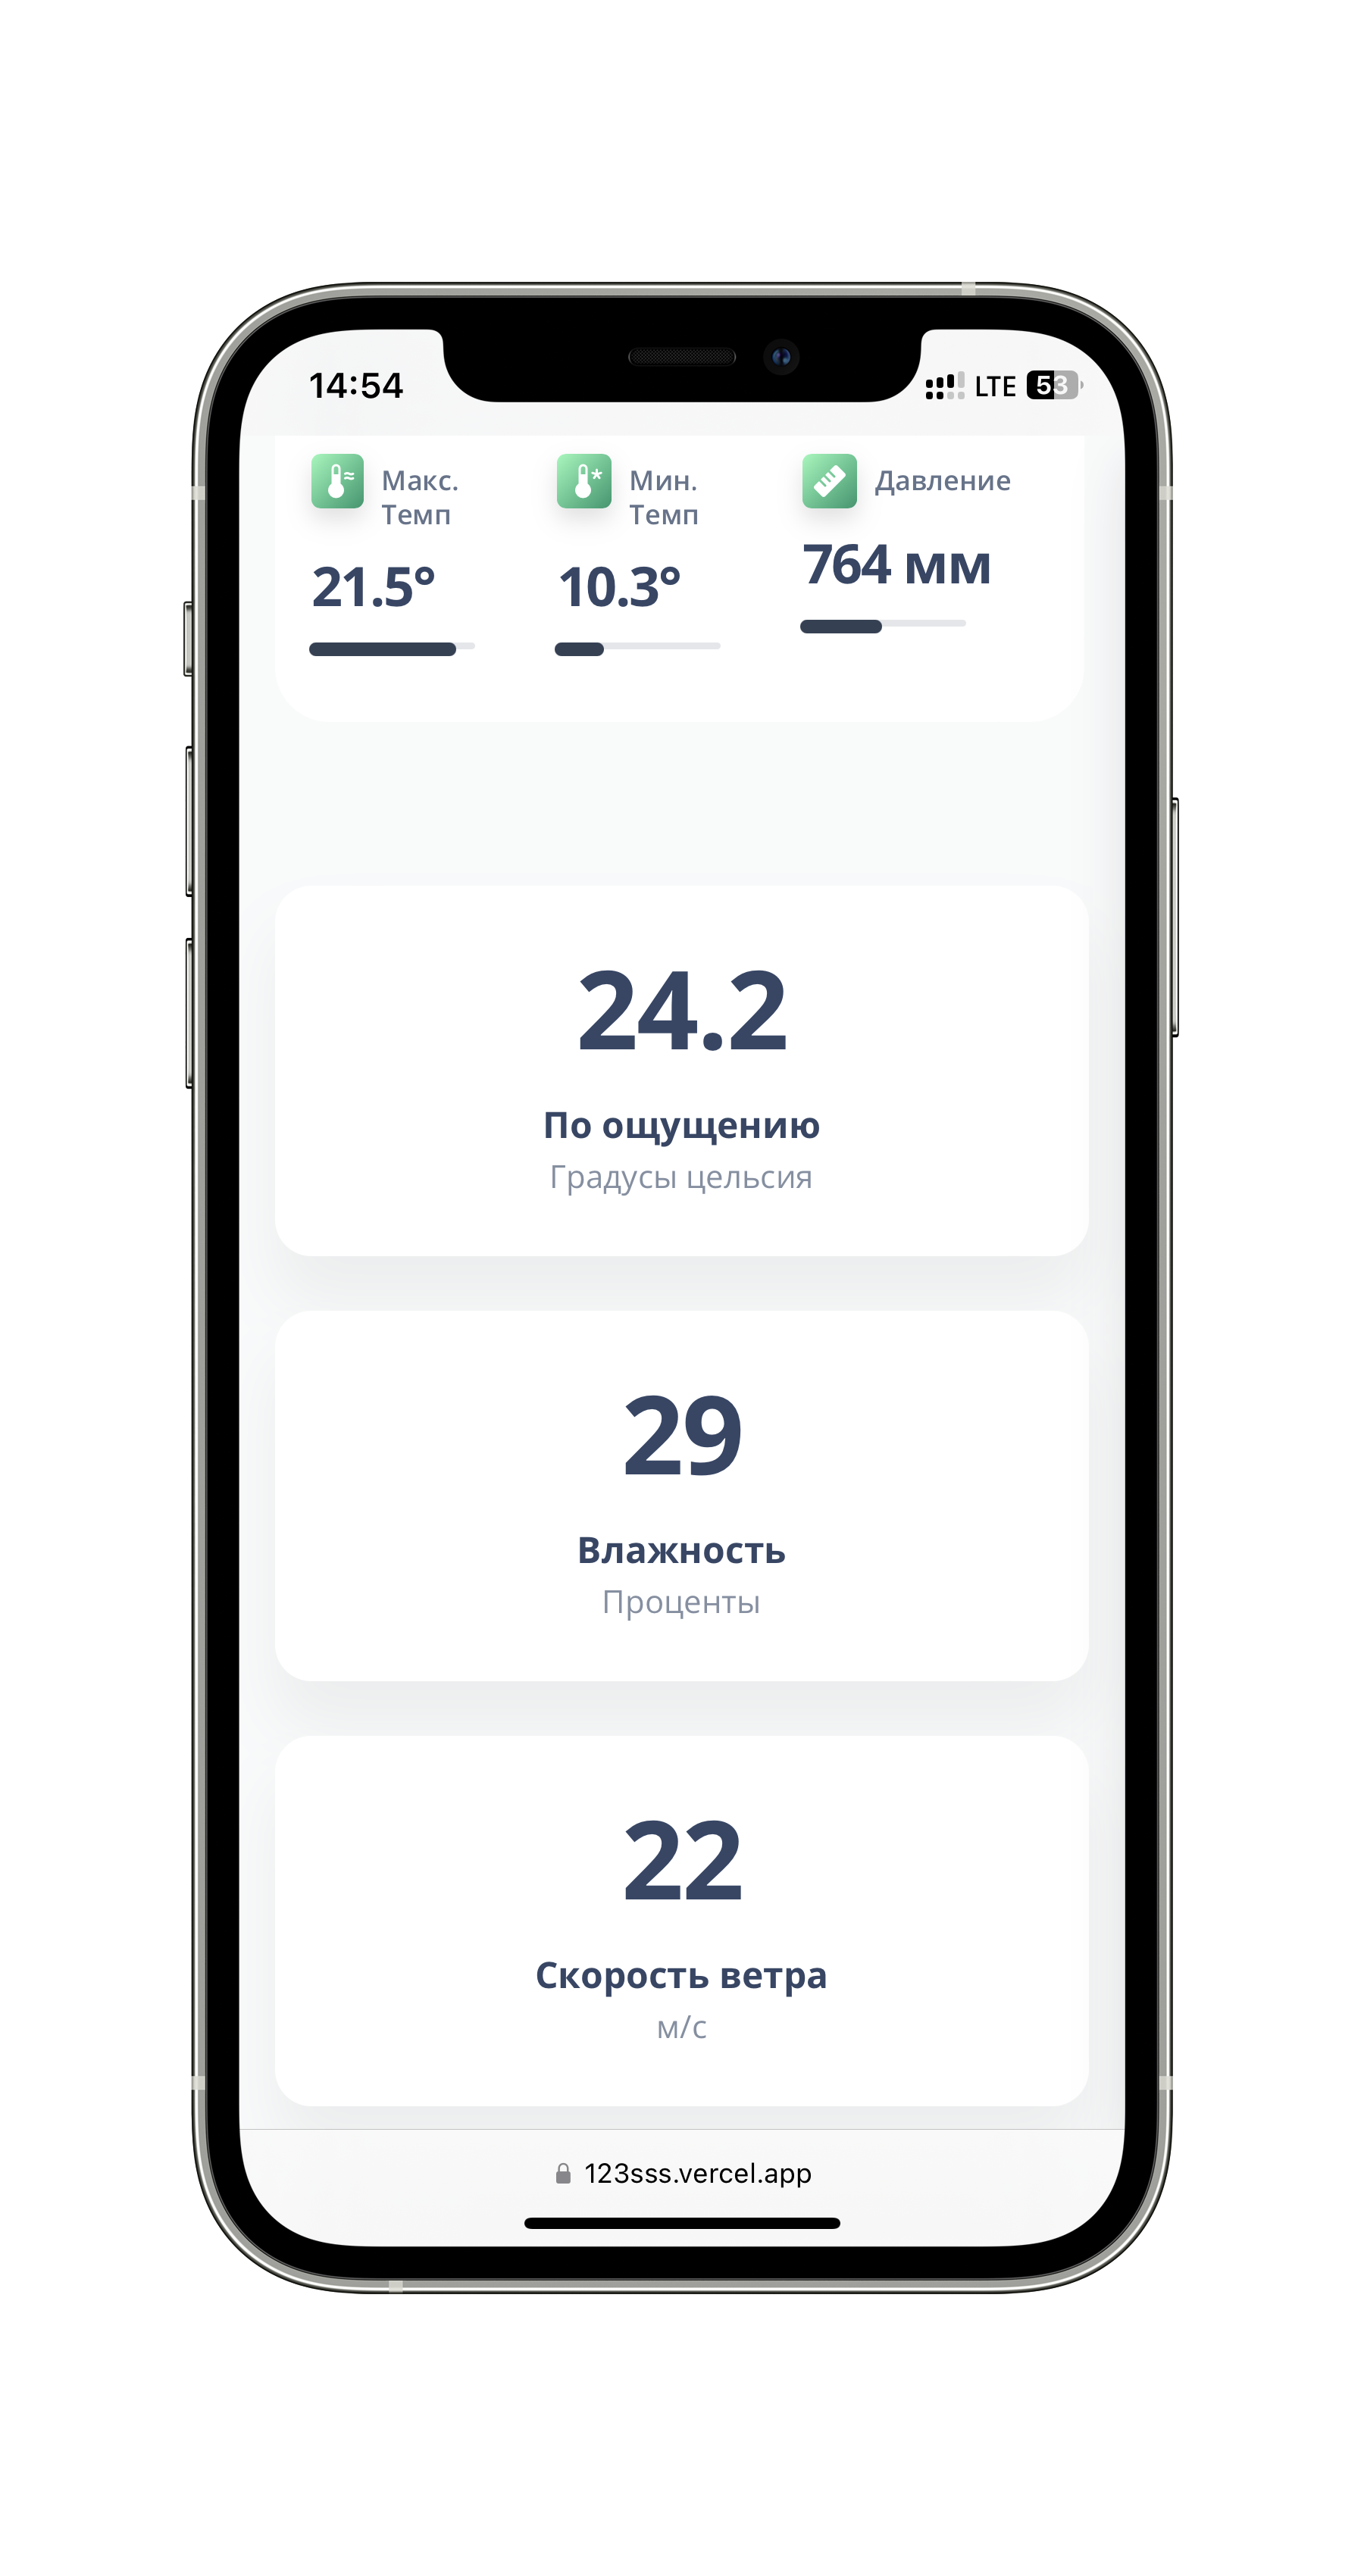 14:54
LTE 53
Макс.
Темп
21.5°
Мин.
Темп
10.3°
Давление
764 мм
24.2
По ощущению
Градусы цельсия
29
Влажность
Проценты
22
Скорость ветра
м/с
123sss.vercel.app